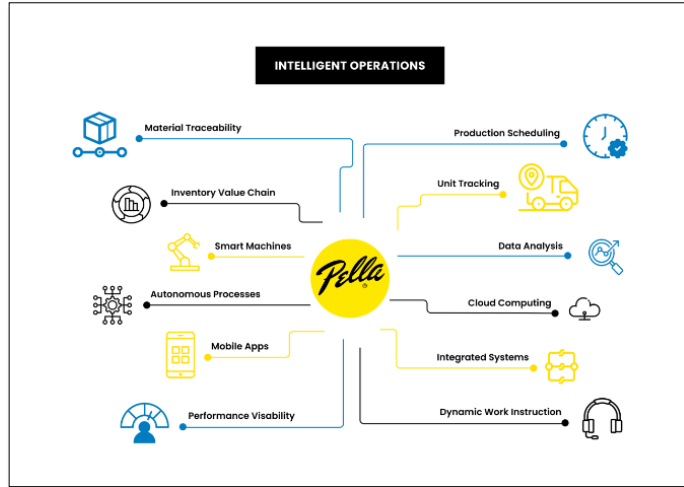 INTELLIGENT OPERATIONS
Material Traceability
Production Scheduling
Inventory Value Chain
Unit Tracking
Smart Machines
Data Analysis
Pella
®
Autonomous Processes
Cloud Computing
Mobile Apps
Integrated Systems
Performance Visability
Dynamic Work Instruction